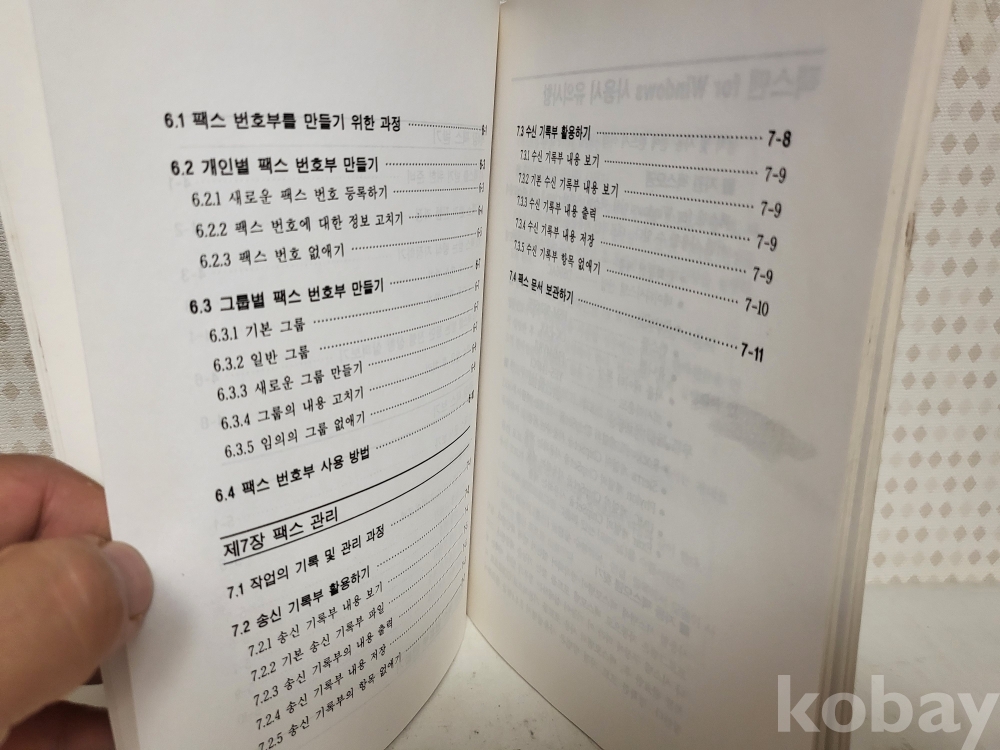 6.1 팩스 번호부를 만들기 위한 과정
6.2 개인별 팩스 번호부 만들기
6.2.1 새로운 팩스 번호 등록하기
6.2.2 팩스 번호에 대한 정보 고치기
6.2.3 팩스 번호 없애기
6.3 그룹별 팩스 번호부 만들기
6.3.1 기본 그룹
6.3.2 일반 그룹
6.3.3 새로운 그룹 만들기
6.3.4 그룹의 내용 고치기
6.3.5 임의의 그룹 없애기
6.4 팩스 번호부 사용 방법
제7장 팩스 관리
7.1 작업의 기록 및 관리 과정
7.2 송신 기록부 활용하기
7.2.1 송신 기록부 내용 보기
7.2.2 기본 송신 기록부 파일
7.2.3 송신 기록부의 내용 출력
7.2.4 송신 기록부 내용 저장
7.2.5 송신 기록부의 항목 없애기
7.3 수신 기록부 활용하기 7-8
7.3.1 수신 기록부 내용 보기 7-9
7.3.2 기본 수신 기록부 내용 보기 7-9
7.3.3 수신 기록부 내용 출력 7-9
7.3.4 수신 기록부 내용 저장 7-9
7.3.5 수신 기록부 항목 없애기 7-10
7.4 팩스 문서 보관하기 7-11
kobay